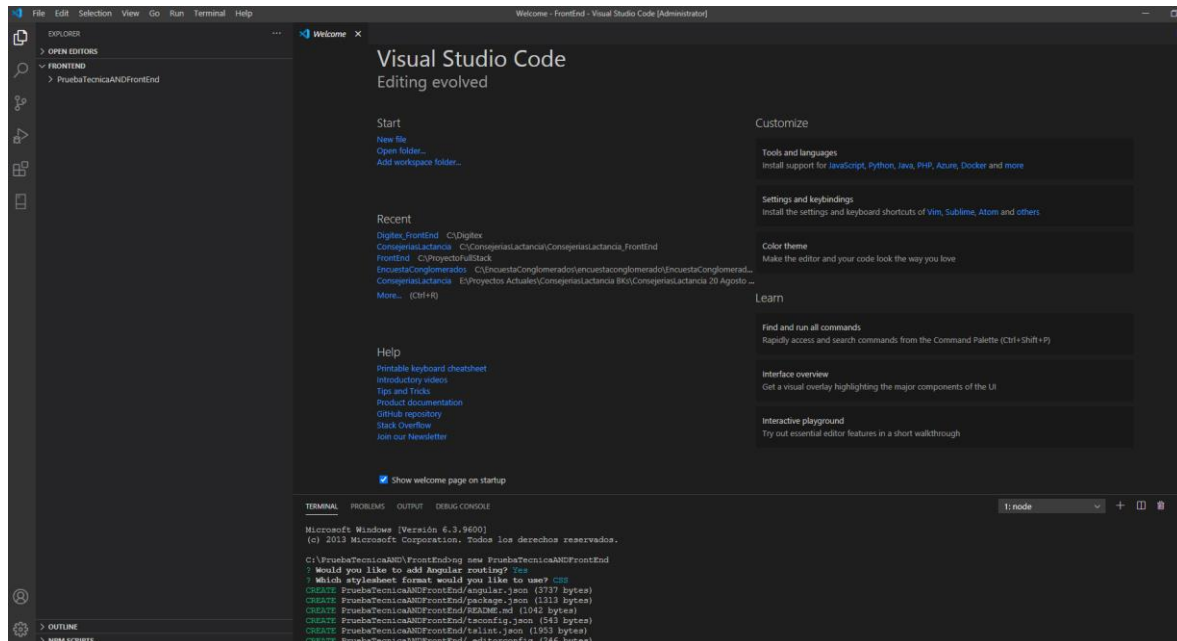 File Edit Selection View Go Run Terminal Help
Welcome - FrontEnd - Visual Studio Code [Administrator]
EXPLORER
OPEN EDITORS
FRONTEND
PruebaTecnicaANDFrontEnd
OUTLINE
NPM SCRIPTS
Welcome
Visual Studio Code
Editing evolved
Start
New file
Open folder...
Add workspace folder...
Recent
Digitex_FrontEnd C:\Digitex
ConsejeriasLactancia C:\ConsejeriasLactancia\ConsejeriasLactancia_FrontEnd
FrontEnd C:\ProyectoFullStack
EncuestaConglomerados C:\EncuestaConglomerados\encuestaconglomerado\EncuestaConglomerad...
ConsejeriasLactancia E:\Proyectos Actuales\ConsejeriasLactancia BKs\ConsejeriasLactancia 20 Agosto ...
More... (Ctrl+R)
Help
Printable keyboard cheatsheet
Introductory videos
Tips and Tricks
Product documentation
GitHub repository
Stack Overflow
Join our Newsletter
Show welcome page on startup
Customize
Tools and languages
Install support for JavaScript, Python, Java, PHP, Azure, Docker and more
Settings and keybindings
Install the settings and keyboard shortcuts of Vim, Sublime, Atom and others
Color theme
Make the editor and your code look the way you love
Learn
Find and run all commands
Rapidly access and search commands from the Command Palette (Ctrl+Shift+P)
Interface overview
Get a visual overlay highlighting the major components of the UI
Interactive playground
Try out essential editor features in a short walkthrough
TERMINAL PROBLEMS OUTPUT DEBUG CONSOLE
1: node
Microsoft Windows [Versión 6.3.9600]
(c) 2013 Microsoft Corporation. Todos los derechos reservados.
C:\PruebaTecnicaAND\FrontEnd>ng new PruebaTecnicaANDFrontEnd
? Would you like to add Angular routing? Yes
? Which stylesheet format would you like to use? CSS
CREATE PruebaTecnicaANDFrontEnd/angular.json (3737 bytes)
CREATE PruebaTecnicaANDFrontEnd/package.json (1313 bytes)
CREATE PruebaTecnicaANDFrontEnd/README.md (1042 bytes)
CREATE PruebaTecnicaANDFrontEnd/tsconfig.json (543 bytes)
CREATE PruebaTecnicaANDFrontEnd/tslint.json (1953 bytes)
CREATE PruebaTecnicaANDFrontEnd/.editorconfig (246 bytes)